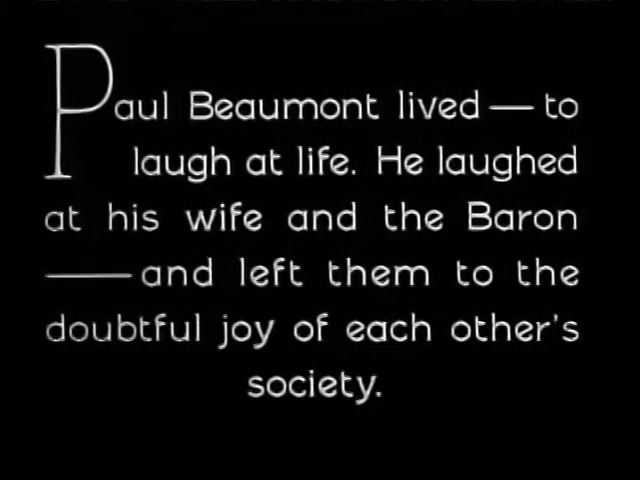 Paul Beaumont lived — to
laugh at life. He laughed
at his wife and the Baron
— and left them to the
doubtful joy of each other's
society.